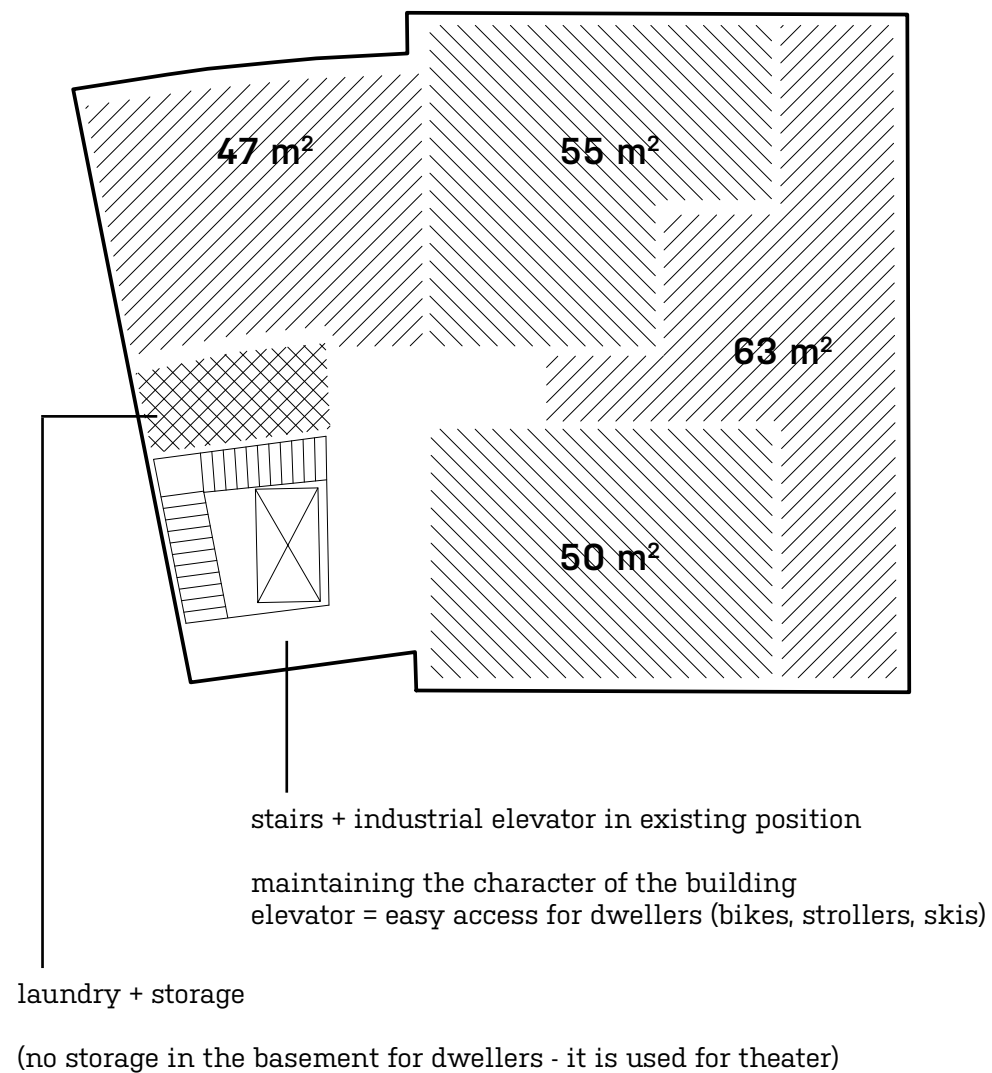 47 m²
55 m²
63 m²
50 m²
stairs + industrial elevator in existing position
maintaining the character of the building
elevator = easy access for dwellers (bikes, strollers, skis)
laundry + storage
(no storage in the basement for dwellers - it is used for theater)